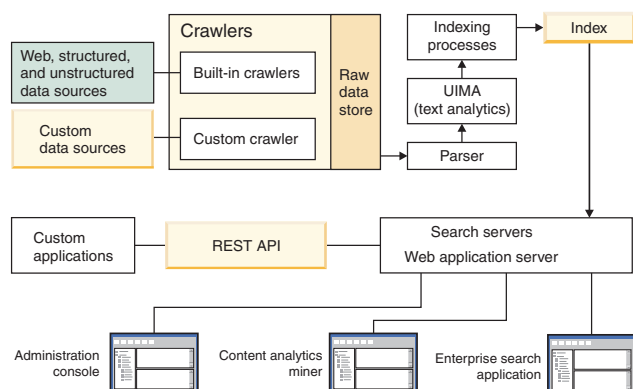 Crawlers
Web, structured,
and unstructured
data sources
Built-in crawlers
Custom
data sources
Custom crawler
Raw
data
store
Indexing
processes
Index
UIMA
(text analytics)
Parser
Custom
applications
REST API
Search servers
Web application server
Administration
console
Content analytics
miner
Enterprise search
application